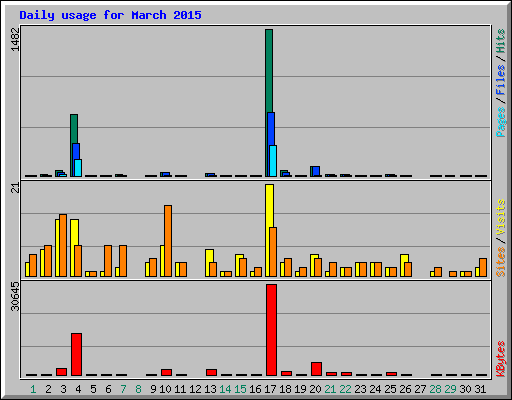 Daily usage for March 2015
1482
Pages / Files / Hits
21
Sites / Visits
30645
KBytes
1 2 3 4 5 6 7 8 9 10 11 12 13 14 15 16 17 18 19 20 21 22 23 24 25 26 27 28 29 30 31